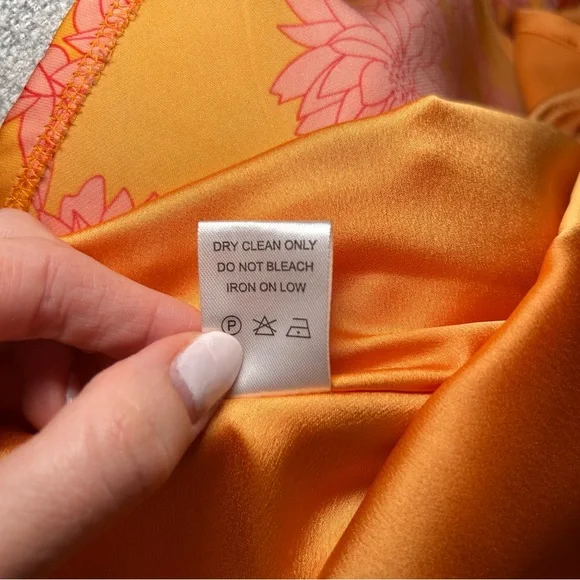 DRY CLEAN ONLY
DO NOT BLEACH
IRON ON LOW
P